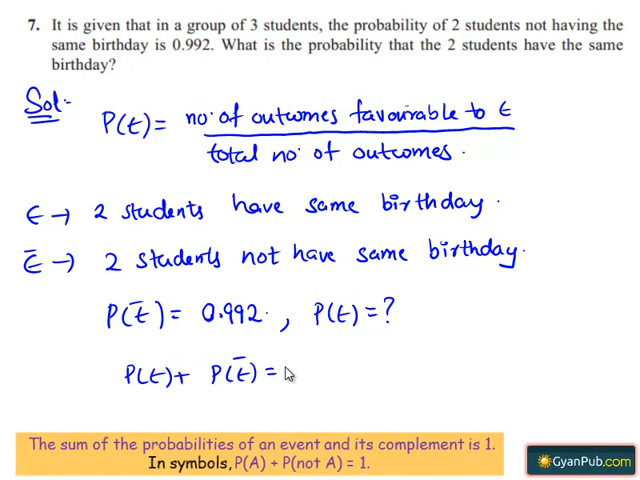 7. It is given that in a group of 3 students, the probability of 2 students not having the
same birthday is 0.992. What is the probability that the 2 students have the same
birthday?
Sol:-
P(E) = no. of outcomes favourable to E
total no. of outcomes.
E → 2 students have same birthday.
Ē → 2 students not have same birthday.
P(Ē) = 0.992. , P(E) = ?
P(E) + P(Ē) =
The sum of the probabilities of an event and its complement is 1.
In symbols, P(A) + P(not A) = 1.
GyanPub.com